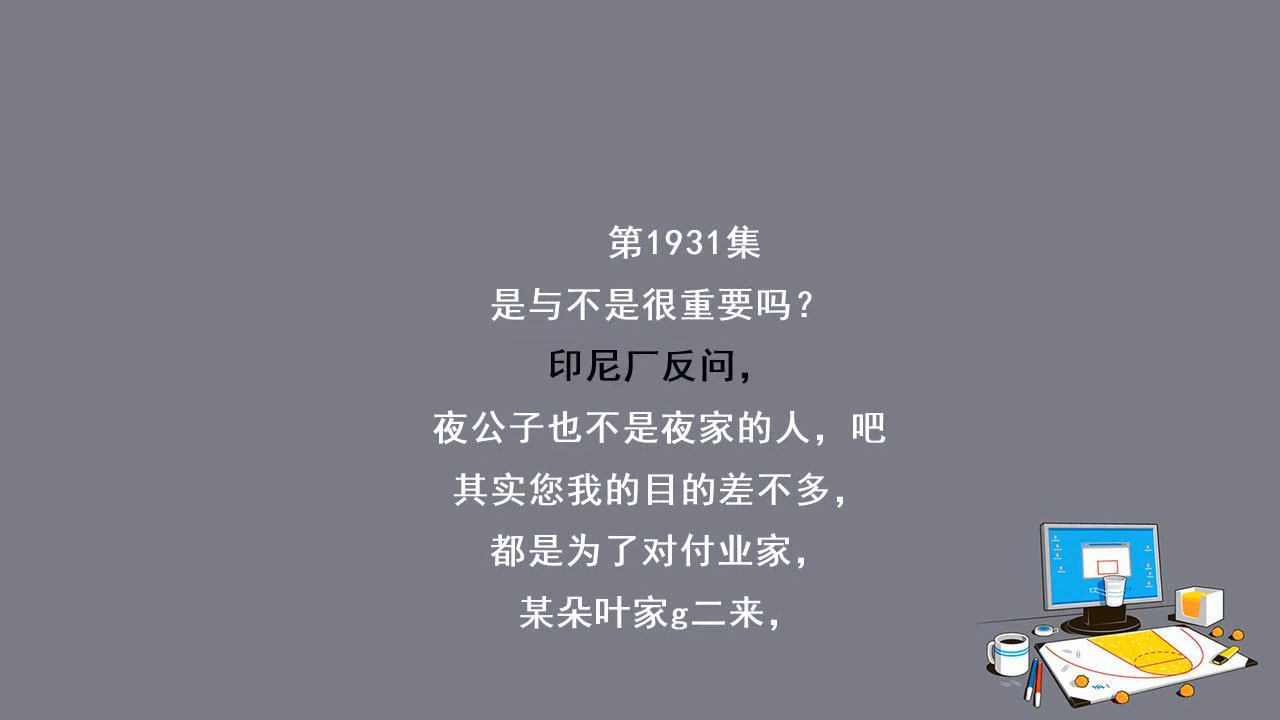 第1931集
是与不是很重要吗？
印尼厂反问，
夜公子也不是夜家的人，吧
其实您我的目的差不多，
都是为了对付业家，
某朵叶家g二来，